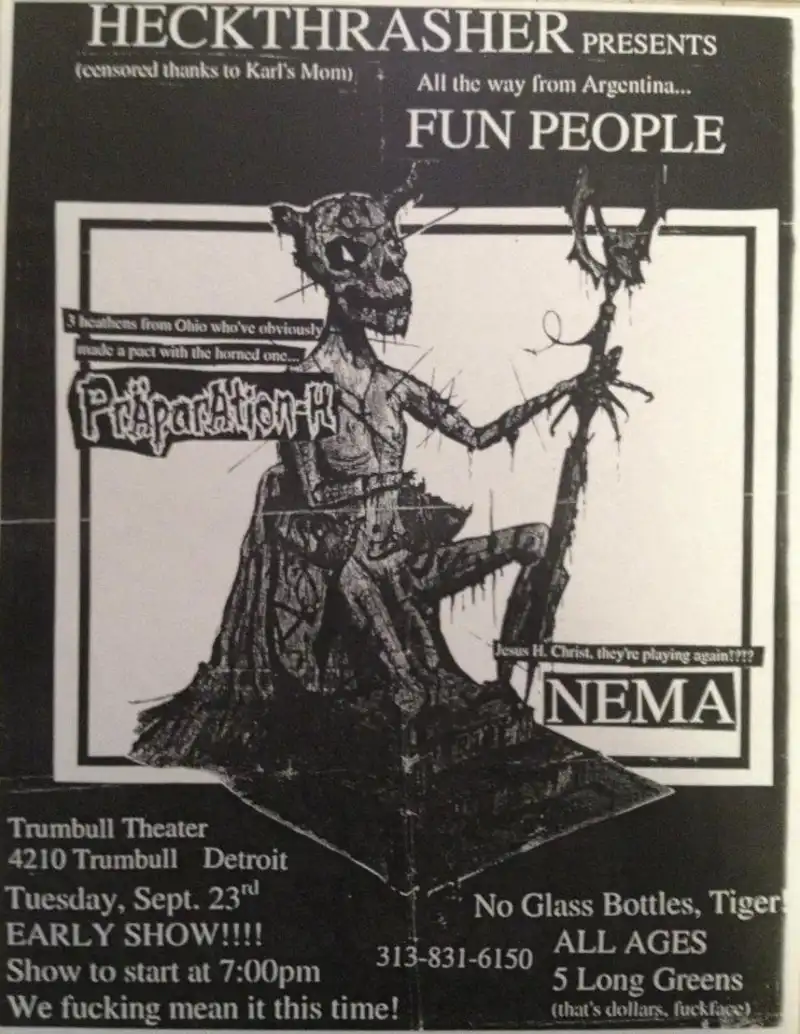 HECKTHRASHER PRESENTS
(censored thanks to Karl's Mom)
All the way from Argentina...
FUN PEOPLE
3 heathens from Ohio who've obviously
made a pact with the horned one...
PräparAtion-H
Jesus H. Christ, they're playing again!???
NEMA
Trumbull Theater
4210 Trumbull Detroit
Tuesday, Sept. 23rd
EARLY SHOW!!!!
Show to start at 7:00pm
We fucking mean it this time!
313-831-6150
No Glass Bottles, Tiger!
ALL AGES
5 Long Greens
(that's dollars, fuckface)